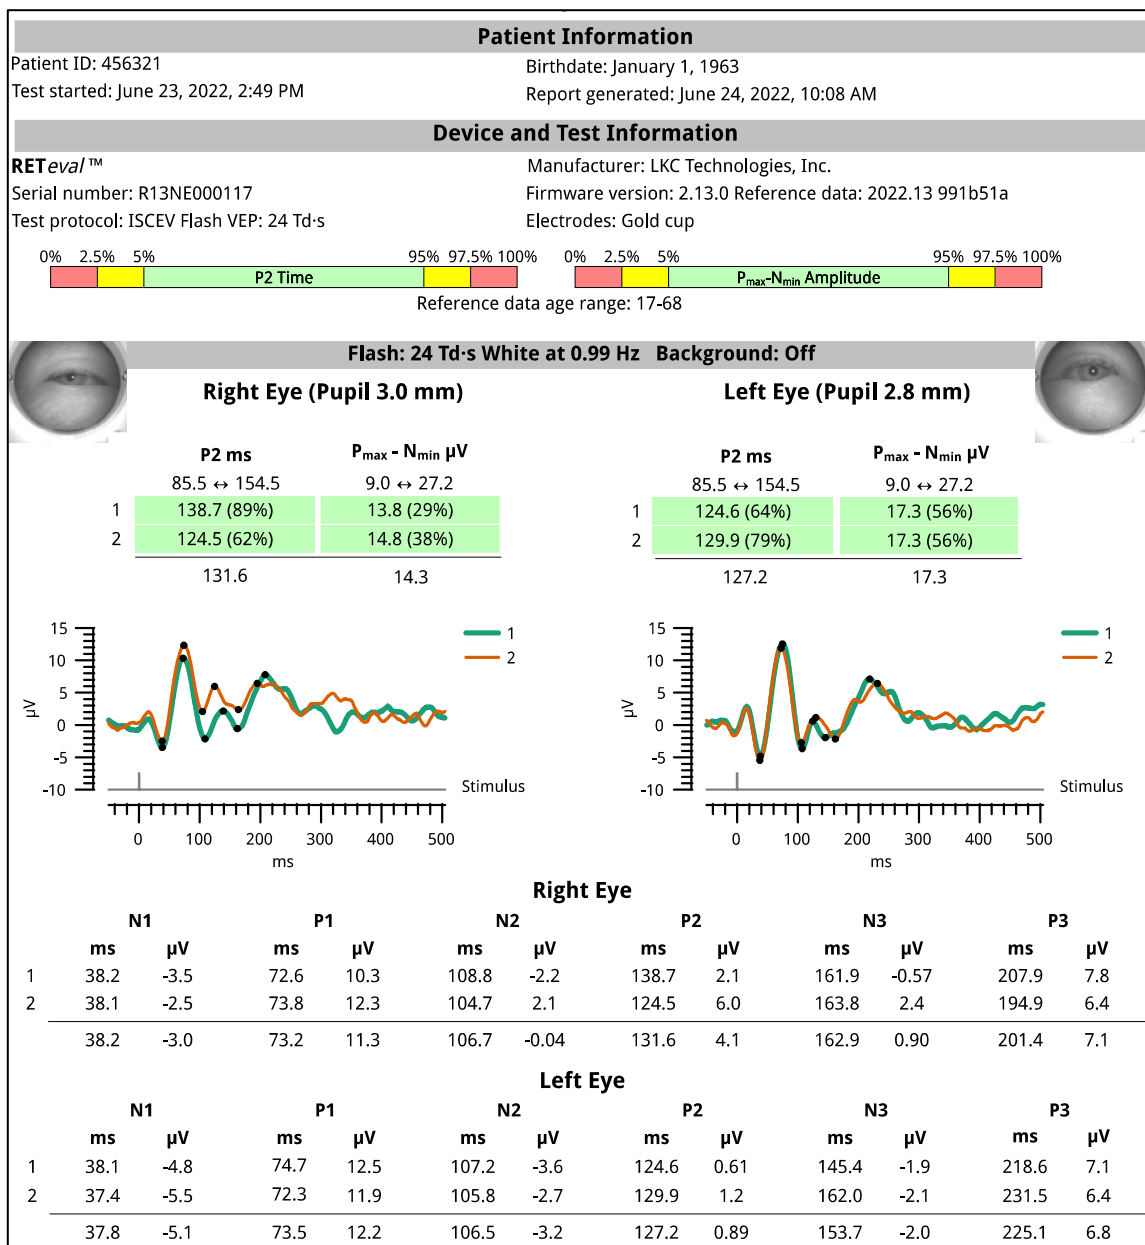 Patient Information
Patient ID: 456321
Birthdate: January 1, 1963
Test started: June 23, 2022, 2:49 PM
Report generated: June 24, 2022, 10:08 AM
Device and Test Information
RETeval ™
Manufacturer: LKC Technologies, Inc.
Serial number: R13NE000117
Firmware version: 2.13.0 Reference data: 2022.13 991b51a
Test protocol: ISCEV Flash VEP: 24 Td·s
Electrodes: Gold cup
0% 2.5% 5% 95% 97.5% 100%
P2 Time
0% 2.5% 5% 95% 97.5% 100%
Pmax-Nmin Amplitude
Reference data age range: 17-68
Flash: 24 Td·s White at 0.99 Hz Background: Off
Right Eye (Pupil 3.0 mm)
P2 ms Pmax - Nmin µV
85.5 ↔ 154.5 9.0 ↔ 27.2
1 138.7 (89%) 13.8 (29%)
2 124.5 (62%) 14.8 (38%)
131.6 14.3
Left Eye (Pupil 2.8 mm)
P2 ms Pmax - Nmin µV
85.5 ↔ 154.5 9.0 ↔ 27.2
1 124.6 (64%) 17.3 (56%)
2 129.9 (79%) 17.3 (56%)
127.2 17.3
15
10
5
0
-5
-10
µV
1
2
Stimulus
0 100 200 300 400 500
ms
15
10
5
0
-5
-10
µV
1
2
Stimulus
0 100 200 300 400 500
ms
Right Eye
N1 P1 N2 P2 N3 P3
ms µV ms µV ms µV ms µV ms µV ms µV
1 38.2 -3.5 72.6 10.3 108.8 -2.2 138.7 2.1 161.9 -0.57 207.9 7.8
2 38.1 -2.5 73.8 12.3 104.7 2.1 124.5 6.0 163.8 2.4 194.9 6.4
38.2 -3.0 73.2 11.3 106.7 -0.04 131.6 4.1 162.9 0.90 201.4 7.1
Left Eye
N1 P1 N2 P2 N3 P3
ms µV ms µV ms µV ms µV ms µV ms µV
1 38.1 -4.8 74.7 12.5 107.2 -3.6 124.6 0.61 145.4 -1.9 218.6 7.1
2 37.4 -5.5 72.3 11.9 105.8 -2.7 129.9 1.2 162.0 -2.1 231.5 6.4
37.8 -5.1 73.5 12.2 106.5 -3.2 127.2 0.89 153.7 -2.0 225.1 6.8